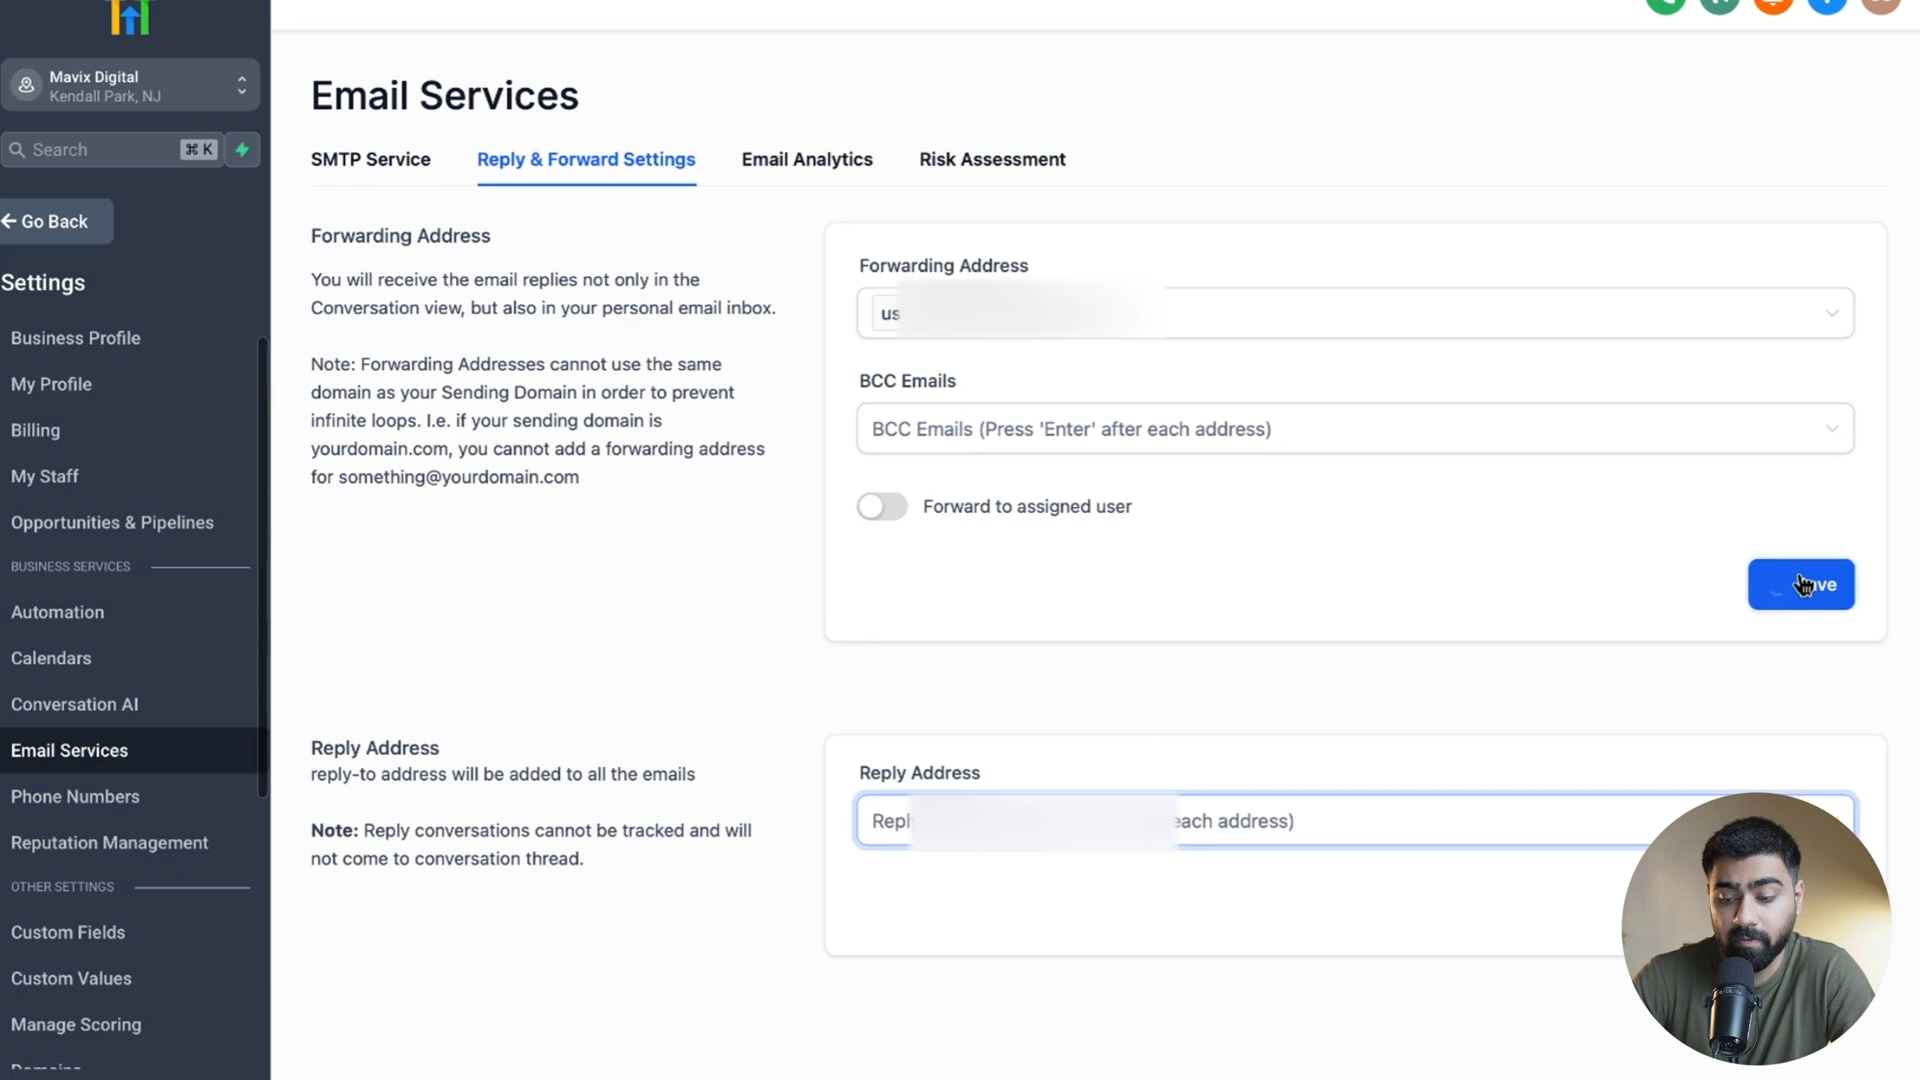 Mavix Digital
Kendall Park, NJ
Search
⌘ K
Go Back
Settings
Business Profile
My Profile
Billing
My Staff
Opportunities & Pipelines
BUSINESS SERVICES
Automation
Calendars
Conversation AI
Email Services
Phone Numbers
Reputation Management
OTHER SETTINGS
Custom Fields
Custom Values
Manage Scoring
Email Services
SMTP Service
Reply & Forward Settings
Email Analytics
Risk Assessment
Forwarding Address
You will receive the email replies not only in the
Conversation view, but also in your personal email inbox.
Note: Forwarding Addresses cannot use the same
domain as your Sending Domain in order to prevent
infinite loops. I.e. if your sending domain is
yourdomain.com, you cannot add a forwarding address
for something@yourdomain.com
Forwarding Address
us
BCC Emails
BCC Emails (Press 'Enter' after each address)
Forward to assigned user
Reply Address
reply-to address will be added to all the emails
Note: Reply conversations cannot be tracked and will
not come to conversation thread.
Reply Address
each address)